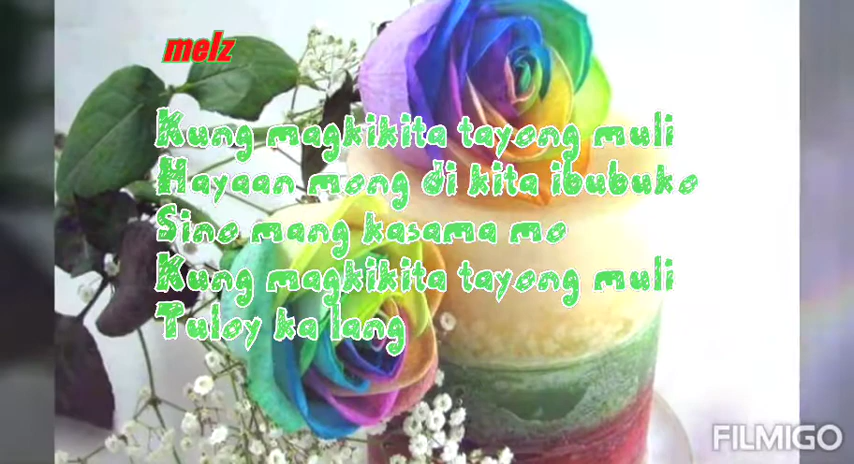 melz
Kung magkikita tayong muli
Hayaan mong di kita ibubuko
Sino mang kasama mo
Kung magkikita tayong muli
Tuloy ka lang
FILMIGO